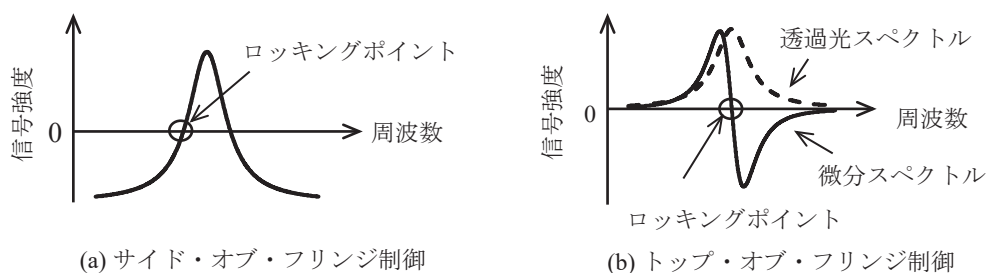 ロッキングポイント
信号強度
0
周波数
(a) サイド・オブ・フリンジ制御
透過光スペクトル
信号強度
0
周波数
微分スペクトル
ロッキングポイント
(b) トップ・オブ・フリンジ制御